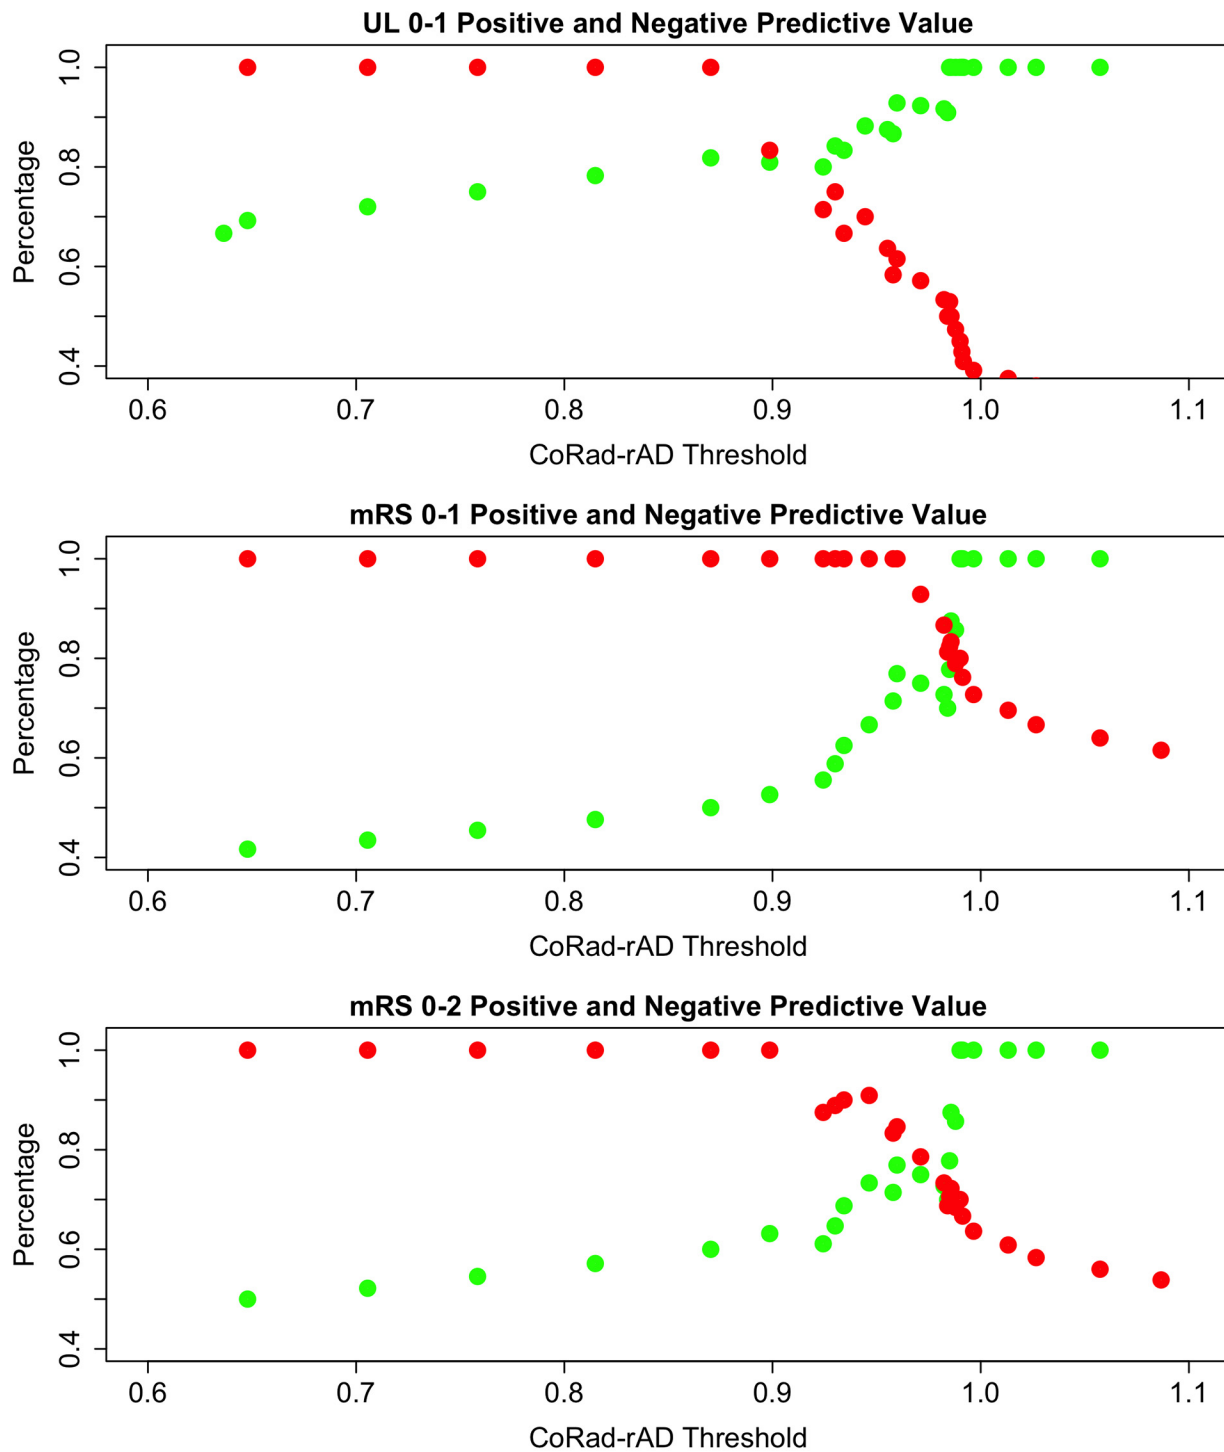 UL 0-1 Positive and Negative Predictive Value
Percentage
1.0
0.8
0.6
0.4
0.6 0.7 0.8 0.9 1.0 1.1
CoRad-rAD Threshold
mRS 0-1 Positive and Negative Predictive Value
Percentage
1.0
0.8
0.6
0.4
0.6 0.7 0.8 0.9 1.0 1.1
CoRad-rAD Threshold
mRS 0-2 Positive and Negative Predictive Value
Percentage
1.0
0.8
0.6
0.4
0.6 0.7 0.8 0.9 1.0 1.1
CoRad-rAD Threshold